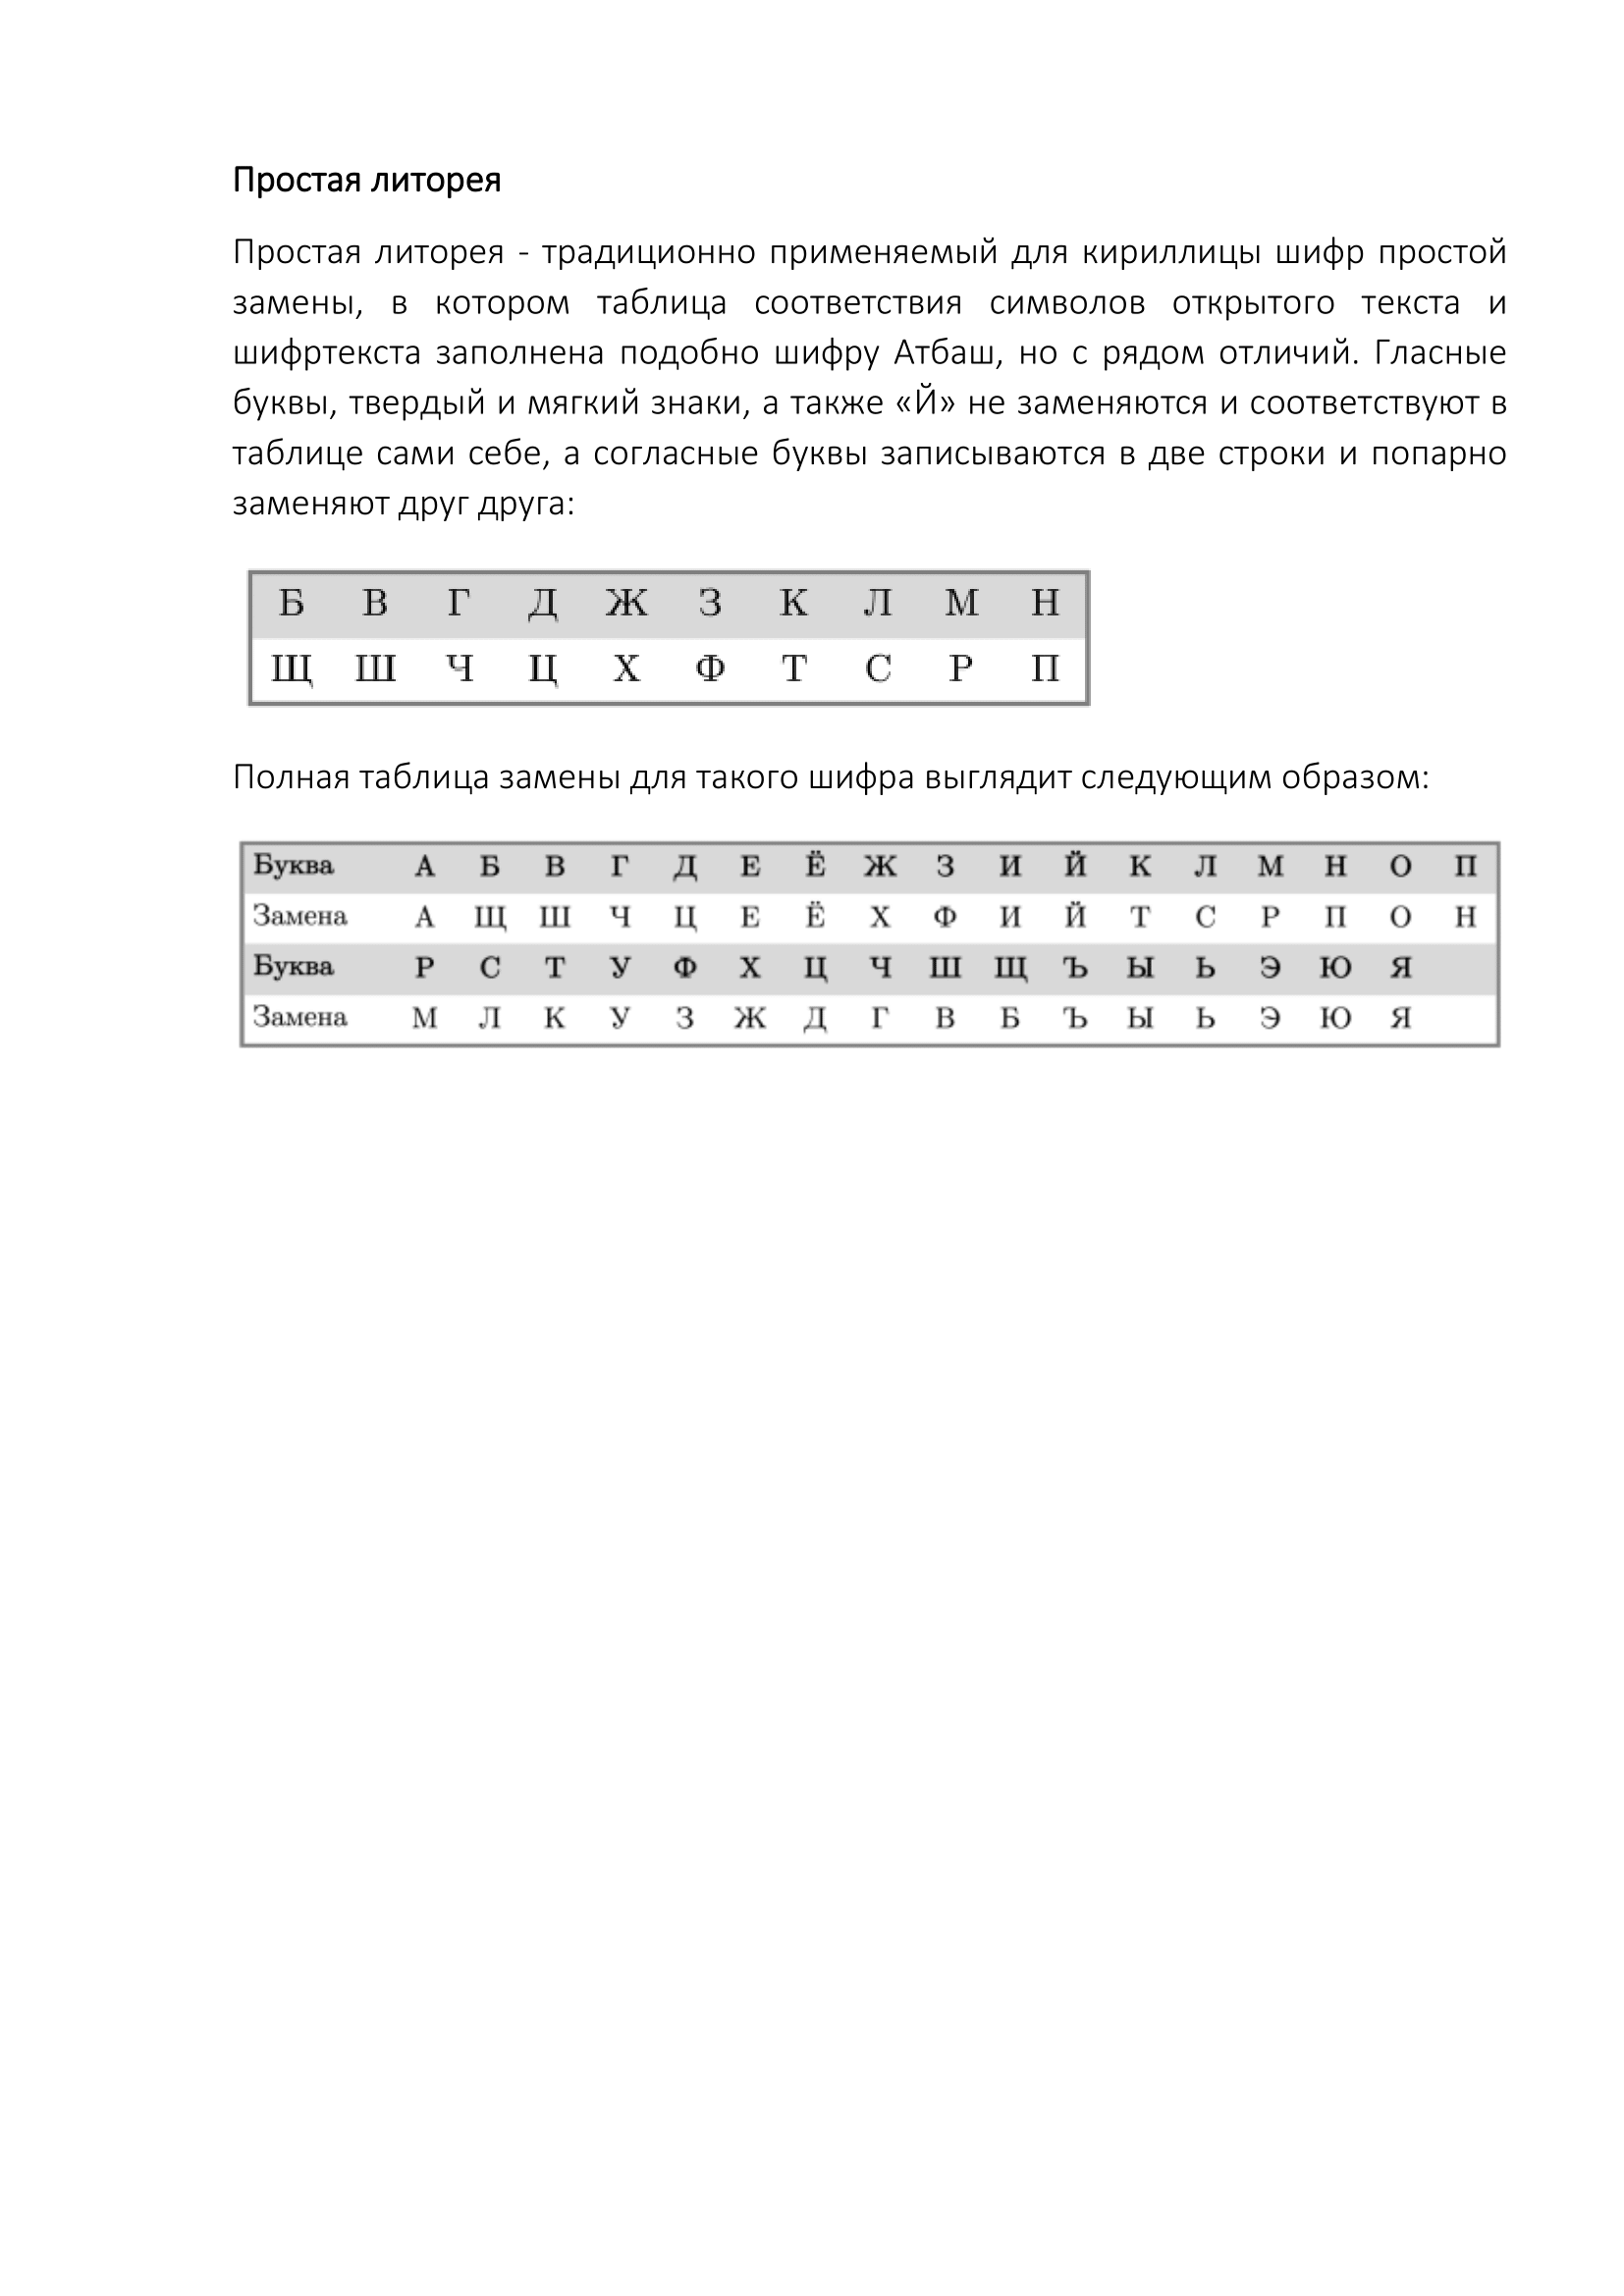 Простая литорея
Простая литорея - традиционно применяемый для кириллицы шифр простой
замены, в котором таблица соответствия символов открытого текста и
шифртекста заполнена подобно шифру Атбаш, но с рядом отличий. Гласные
буквы, твердый и мягкий знаки, а также «Й» не заменяются и соответствуют в
таблице сами себе, а согласные буквы записываются в две строки и попарно
заменяют друг друга:
Б В Г Д Ж З К Л М Н
Щ Ш Ч Ц Х Ф Т С Р П
Полная таблица замены для такого шифра выглядит следующим образом:
Буква А Б В Г Д Е Ё Ж З И Й К Л М Н О П
Замена А Щ Ш Ч Ц Е Ё Х Ф И Й Т С Р П О Н
Буква Р С Т У Ф Х Ц Ч Ш Щ Ъ Ы Ь Э Ю Я
Замена М Л К У З Ж Д Г В Б Ъ Ы Ь Э Ю Я